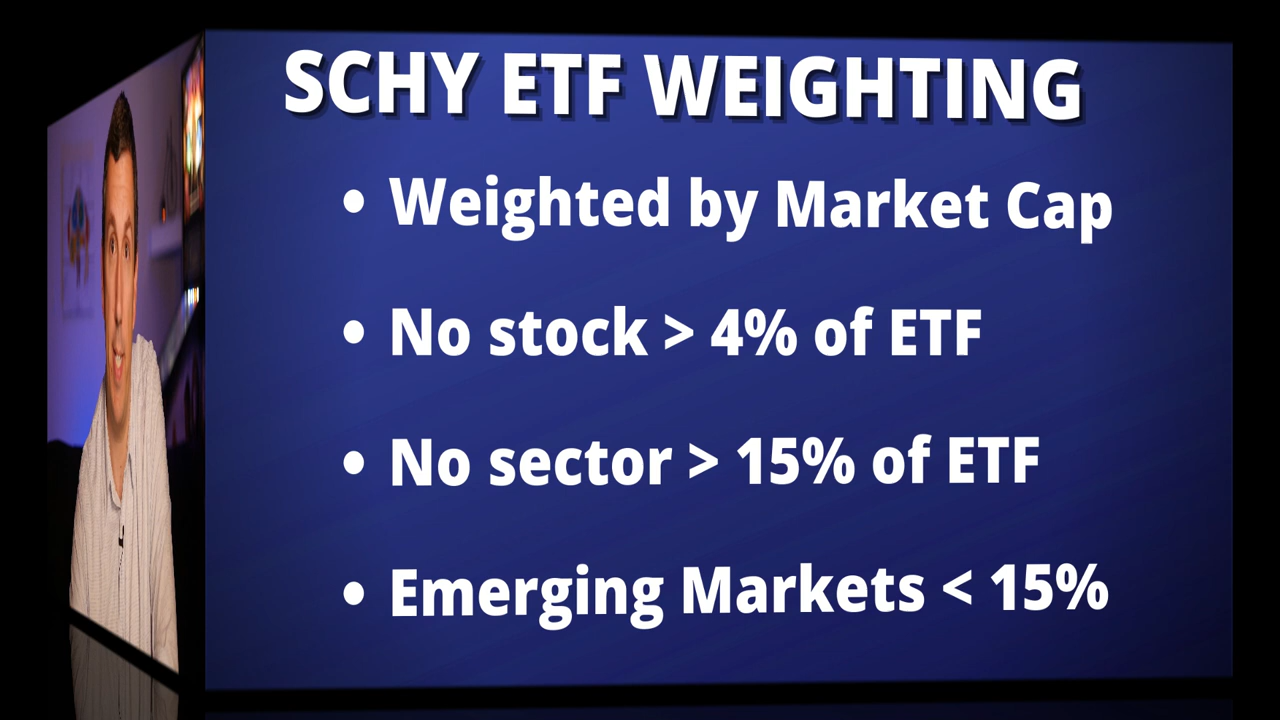 SCHY ETF WEIGHTING
• Weighted by Market Cap
• No stock > 4% of ETF
• No sector > 15% of ETF
• Emerging Markets < 15%